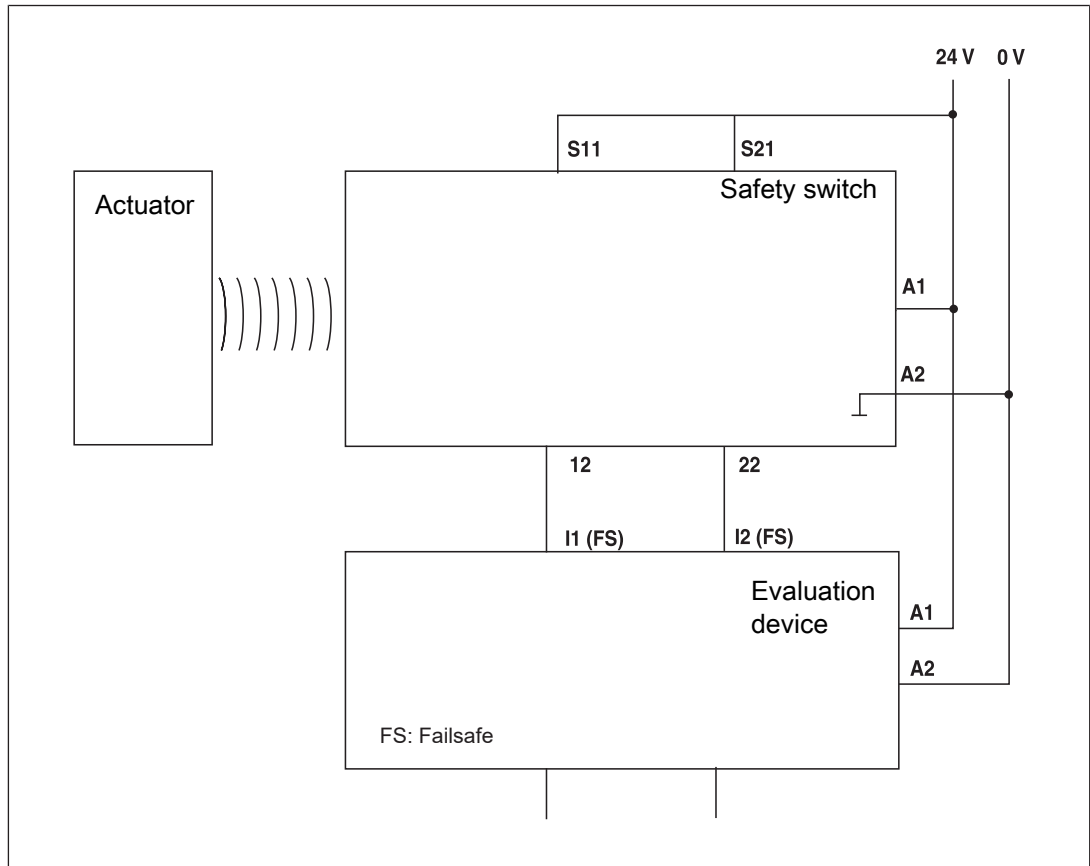 24 V 0 V
S11 S21
Safety switch
Actuator
A1
A2
12 22
I1 (FS) I2 (FS)
Evaluation
device
A1
A2
FS: Failsafe